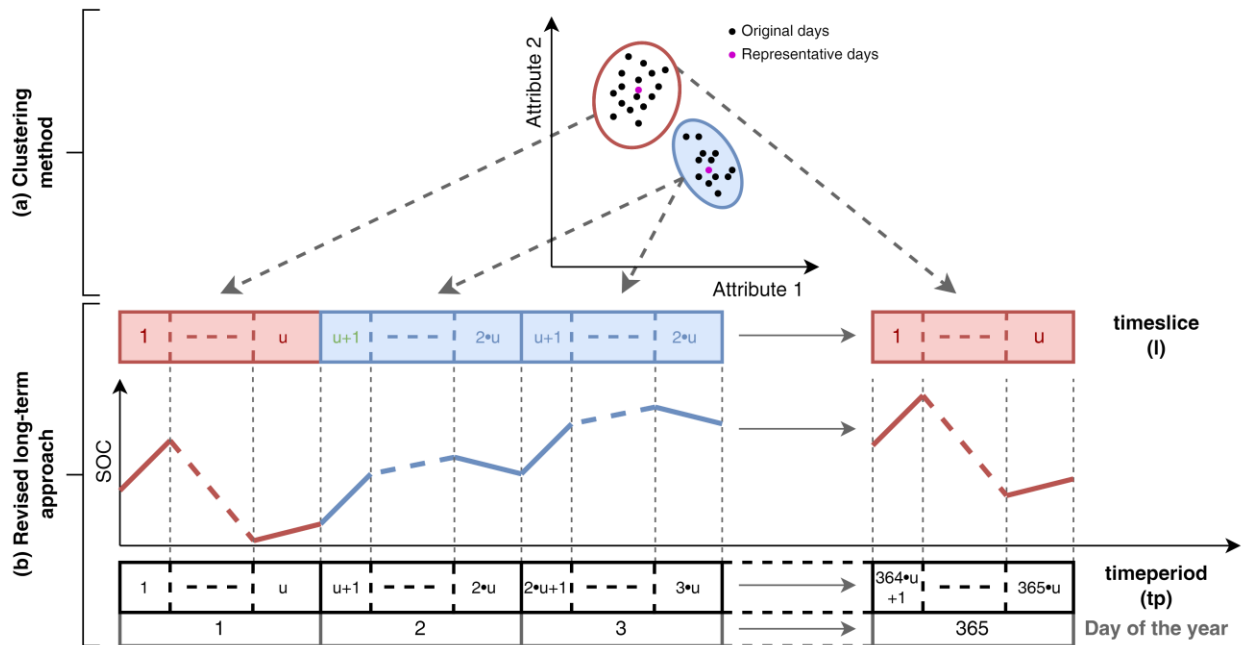 (a) Clustering
method
Attribute 2
Original days
Representative days
Attribute 1
(b) Revised long-term
approach
1
u
u+1
2•u
u+1
2•u
1
u
timeslice
(l)
SOC
1
u
u+1
2•u
2•u+1
3•u
364•u
+1
365•u
timeperiod
(tp)
1
2
3
365
Day of the year